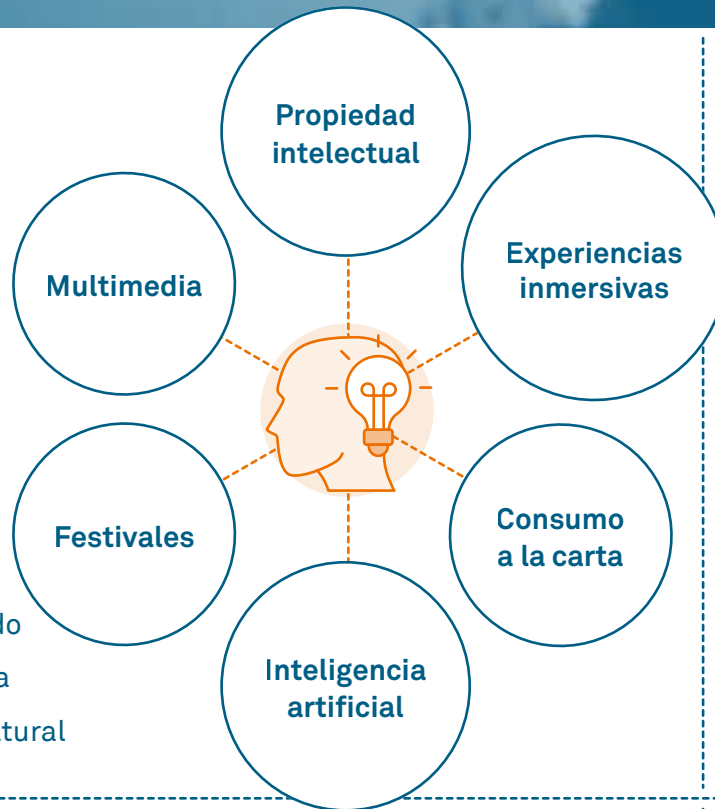 Propiedad
intelectual
Experiencias
inmersivas
Multimedia
Consumo
a la carta
Festivales
Inteligencia
artificial